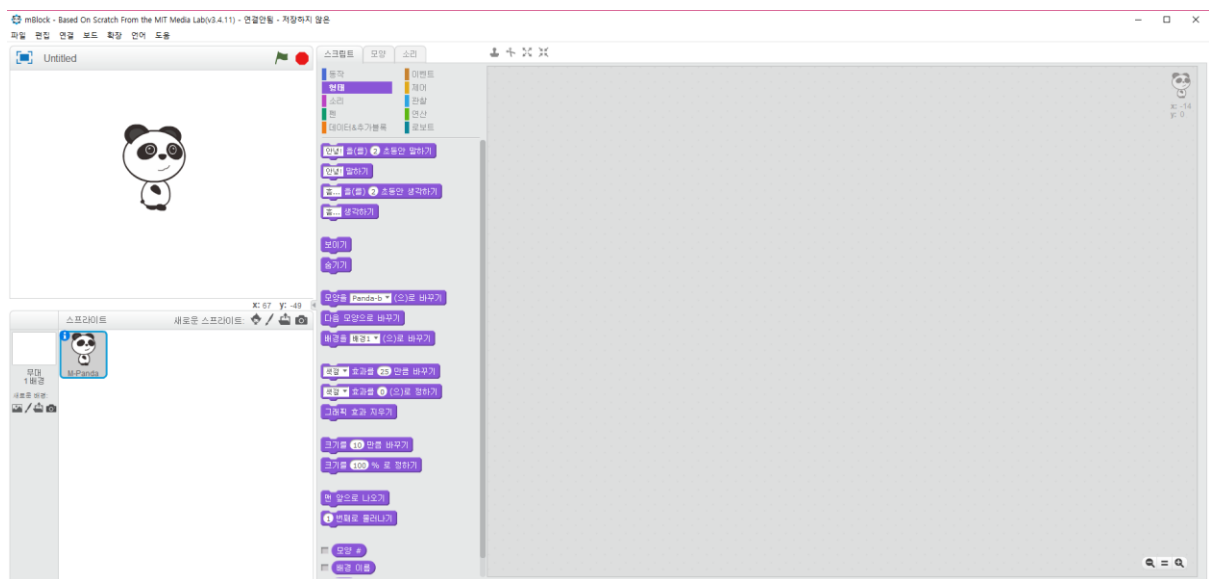 mBlock - Based On Scratch From the MIT Media Lab(v3.4.11) - 연결안됨 - 저장하지 않은
파일 편집 연결 보드 확장 언어 도움
Untitled
x: 67 y: -49
스프라이트 새로운 스프라이트:
무대
1 배경
새로운 배경:
M-Panda
스크립트 모양 소리
동작 이벤트
형태 제어
소리 관찰
펜 연산
데이터&추가블록 로보트
안녕! 을(를) 2 초동안 말하기
안녕! 말하기
흠... 을(를) 2 초동안 생각하기
흠... 생각하기
보이기
숨기기
모양을 Panda-b (으)로 바꾸기
다음 모양으로 바꾸기
배경을 배경1 (으)로 바꾸기
색깔 효과를 25 만큼 바꾸기
색깔 효과를 0 (으)로 정하기
그래픽 효과 지우기
크기를 10 만큼 바꾸기
크기를 100 % 로 정하기
맨 앞으로 나오기
1 번째로 물러나기
모양 #
배경 이름
x: -14
y: 0